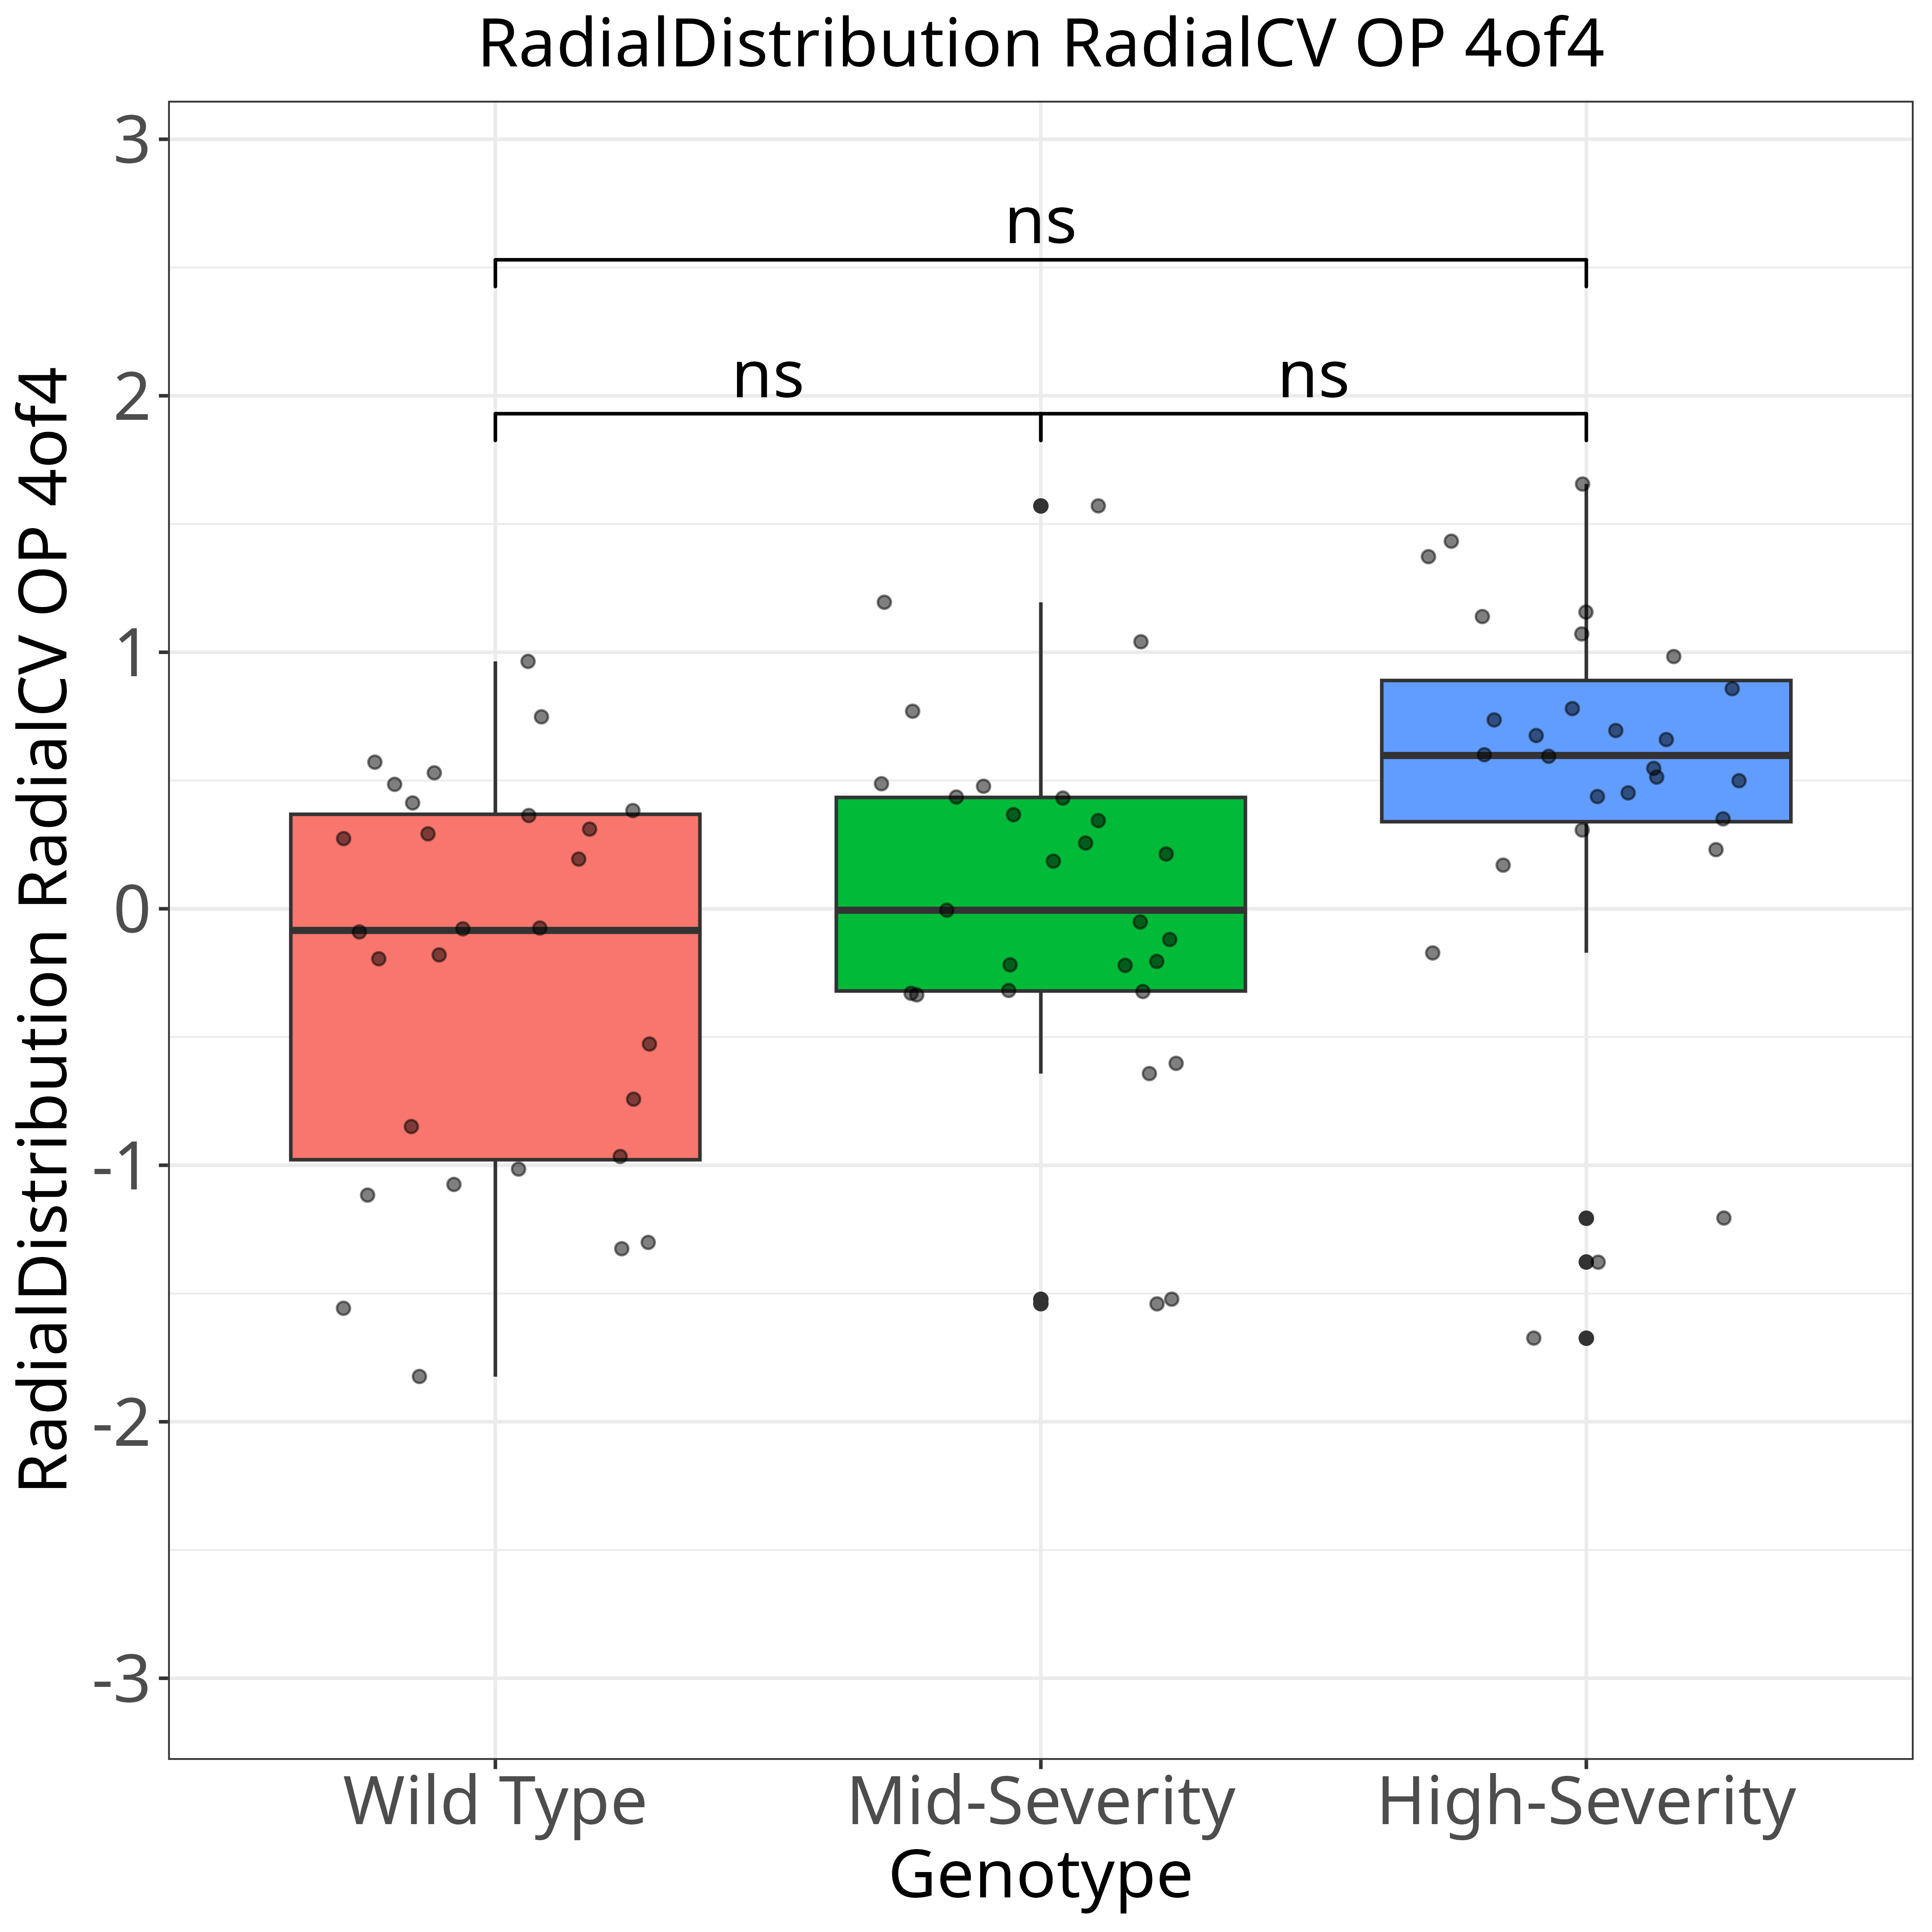 RadialDistribution RadialCV OP 4of4
RadialDistribution RadialCV OP 4of4
3
2
1
0
-1
-2
-3
ns
ns
ns
Wild Type
Mid-Severity
High-Severity
Genotype